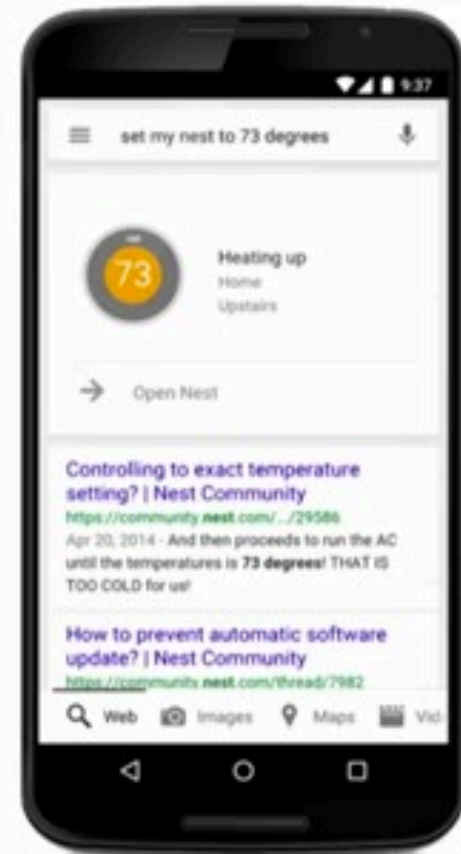 9:37
set my nest to 73 degrees
73
Heating up
Home
Upstairs
Open Nest
Controlling to exact temperature
setting? | Nest Community
https://community.nest.com/.../29586
Apr 20, 2014 - And then proceeds to run the AC
until the temperatures is 73 degrees! THAT IS
TOO COLD for us!
How to prevent automatic software
update? | Nest Community
https://community.nest.com/thread/7982
Web Images Maps Vid